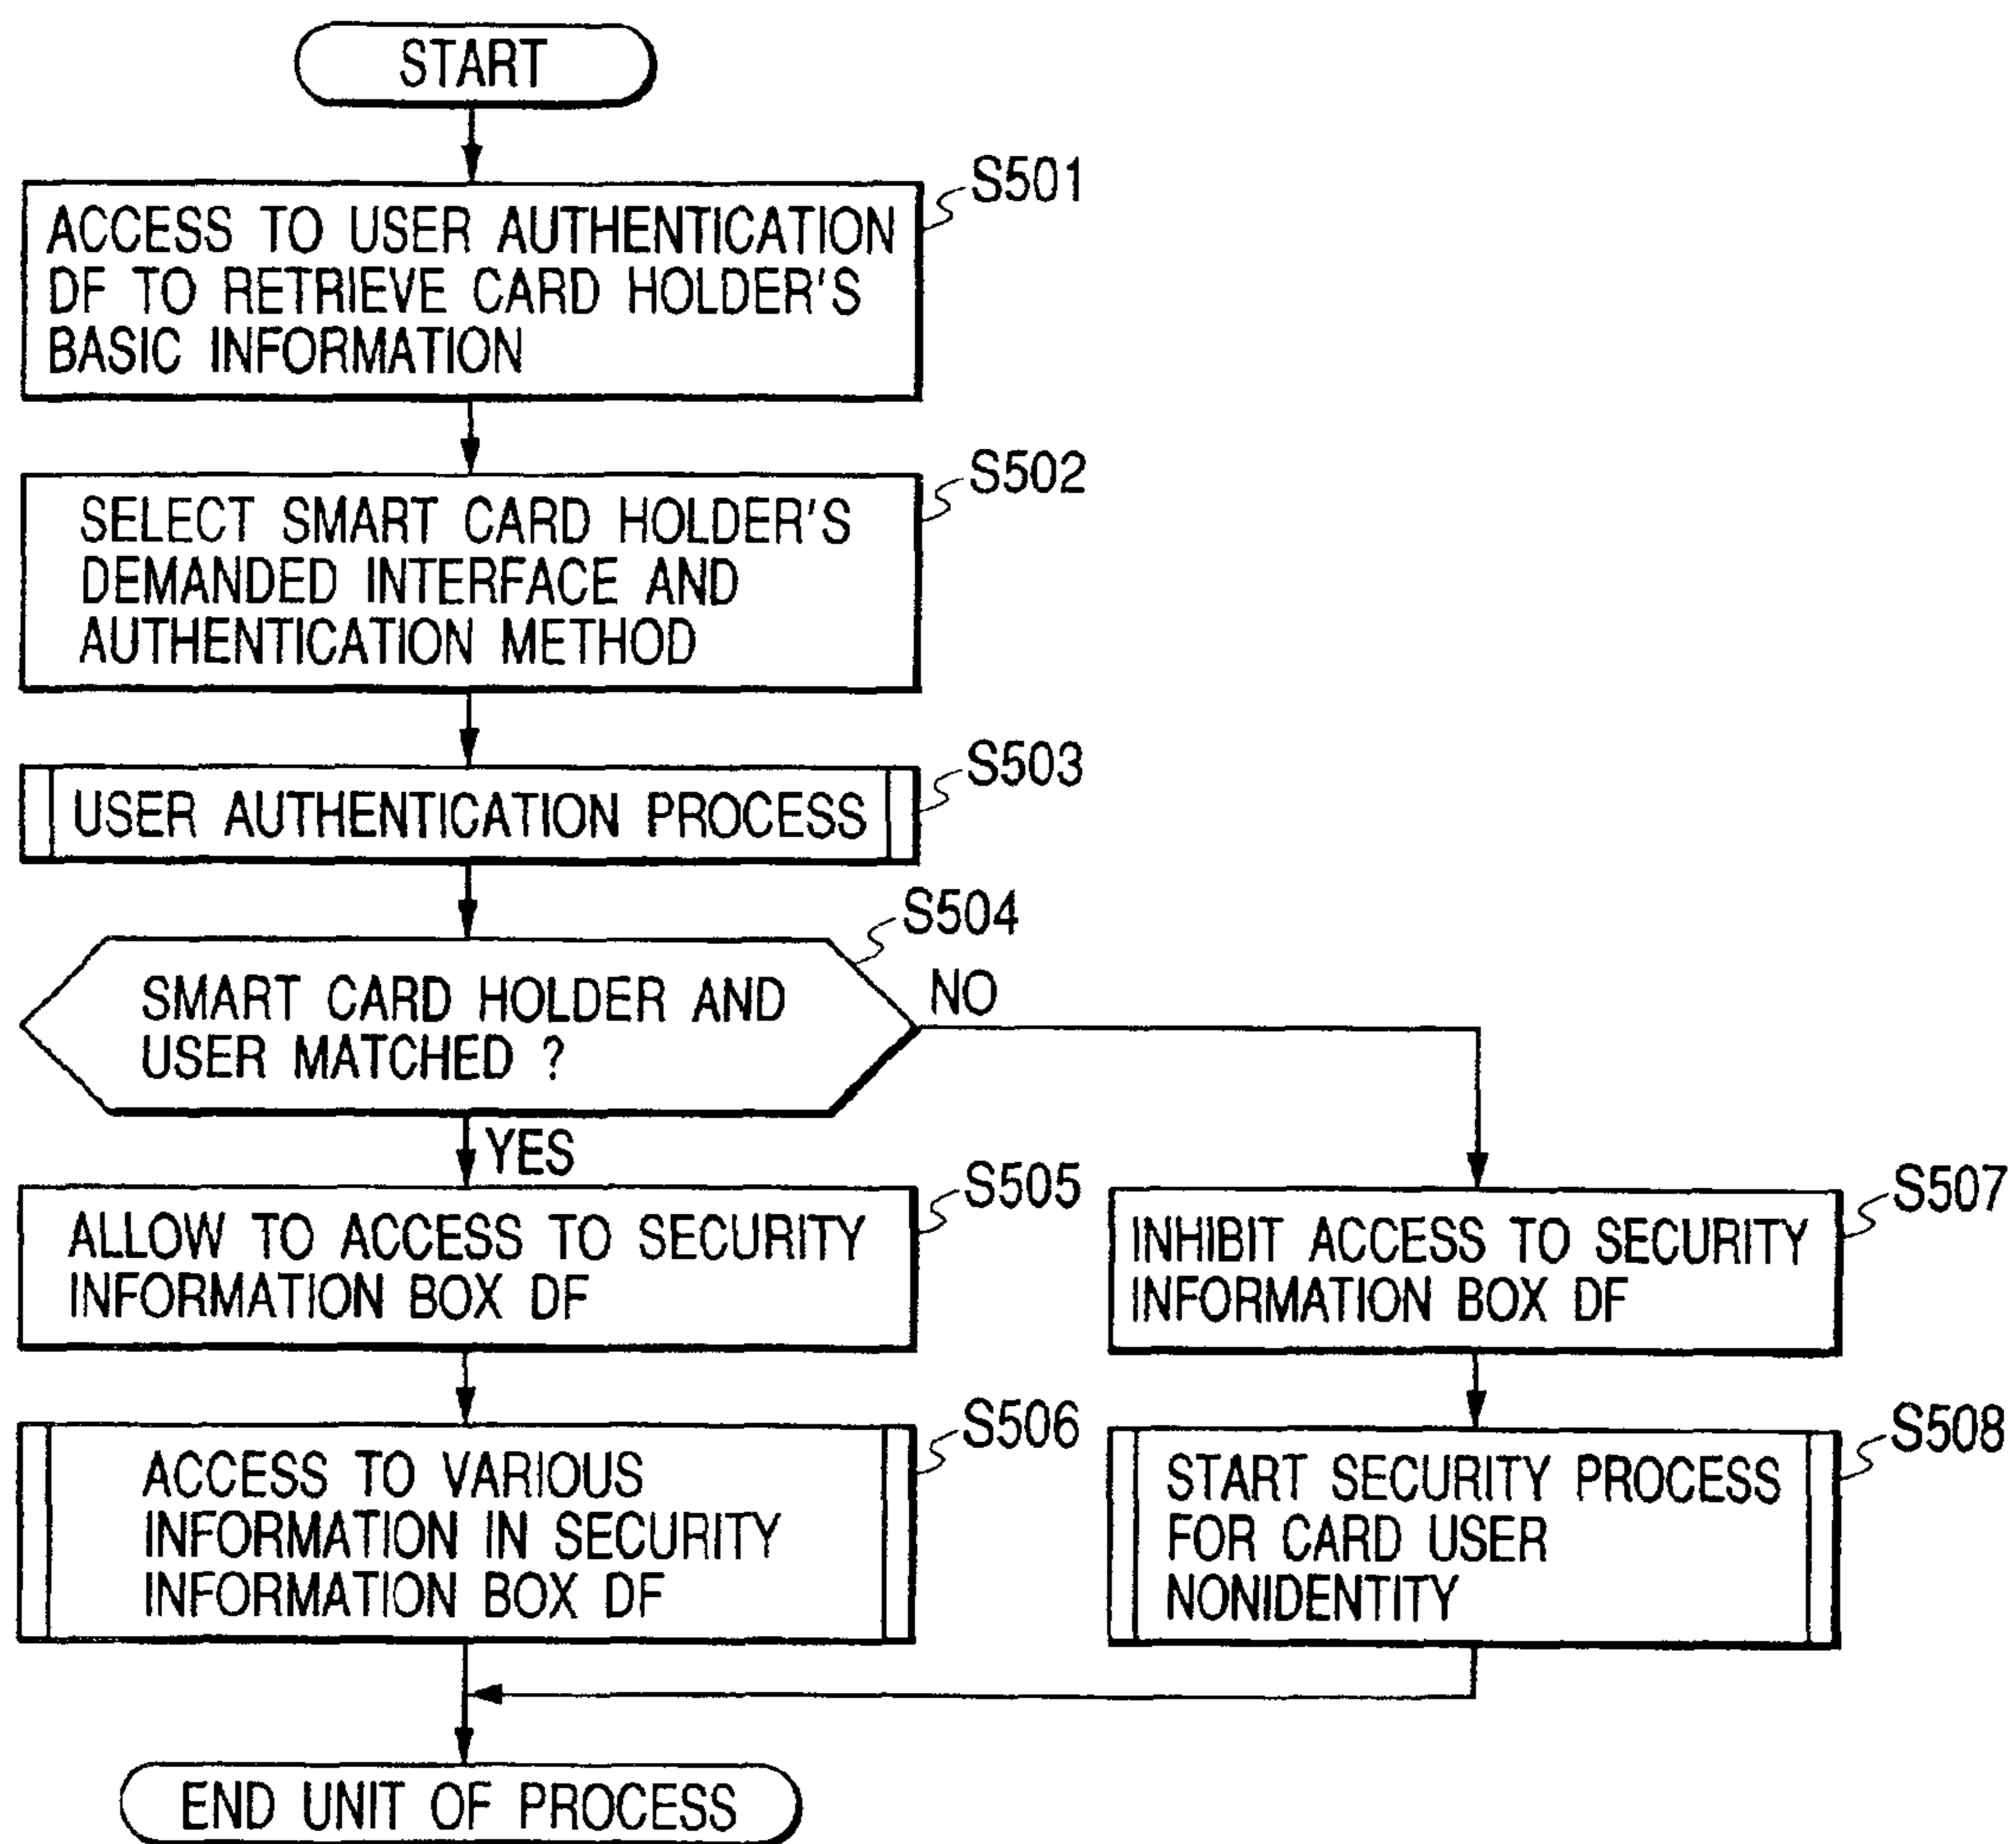 START
S501
ACCESS TO USER AUTHENTICATION
DF TO RETRIEVE CARD HOLDER'S
BASIC INFORMATION
S502
SELECT SMART CARD HOLDER'S
DEMANDED INTERFACE AND
AUTHENTICATION METHOD
S503
USER AUTHENTICATION PROCESS
S504
SMART CARD HOLDER AND
USER MATCHED ?
NO
YES
S505
ALLOW TO ACCESS TO SECURITY
INFORMATION BOX DF
S506
ACCESS TO VARIOUS
INFORMATION IN SECURITY
INFORMATION BOX DF
S507
INHIBIT ACCESS TO SECURITY
INFORMATION BOX DF
S508
START SECURITY PROCESS
FOR CARD USER
NONIDENTITY
END UNIT OF PROCESS